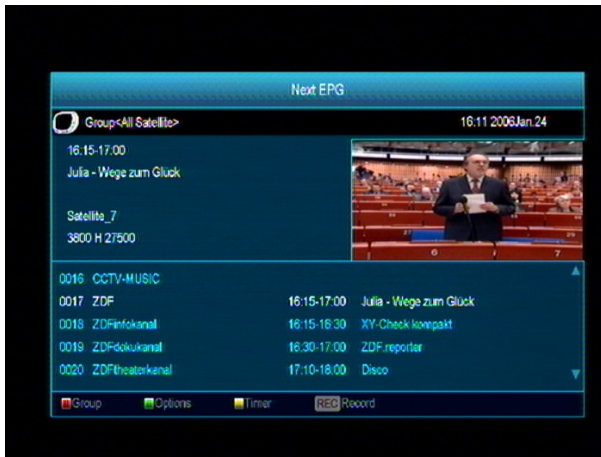 Next EPG
Group<All Satellite> 16:11 2006Jan.24
16:15-17:00
Julia - Wege zum Glück
Satellite_7
3800 H 27500
6 7
0016 CCTV-MUSIC
0017 ZDF 16:15-17:00 Julia - Wege zum Glück
0018 ZDFinfokanal 16:15-16:30 XY-Check kompakt
0019 ZDFdokukanal 16:30-17:00 ZDF.reporter
0020 ZDFtheaterkanal 17:10-18:00 Disco
Group Options Timer REC Record